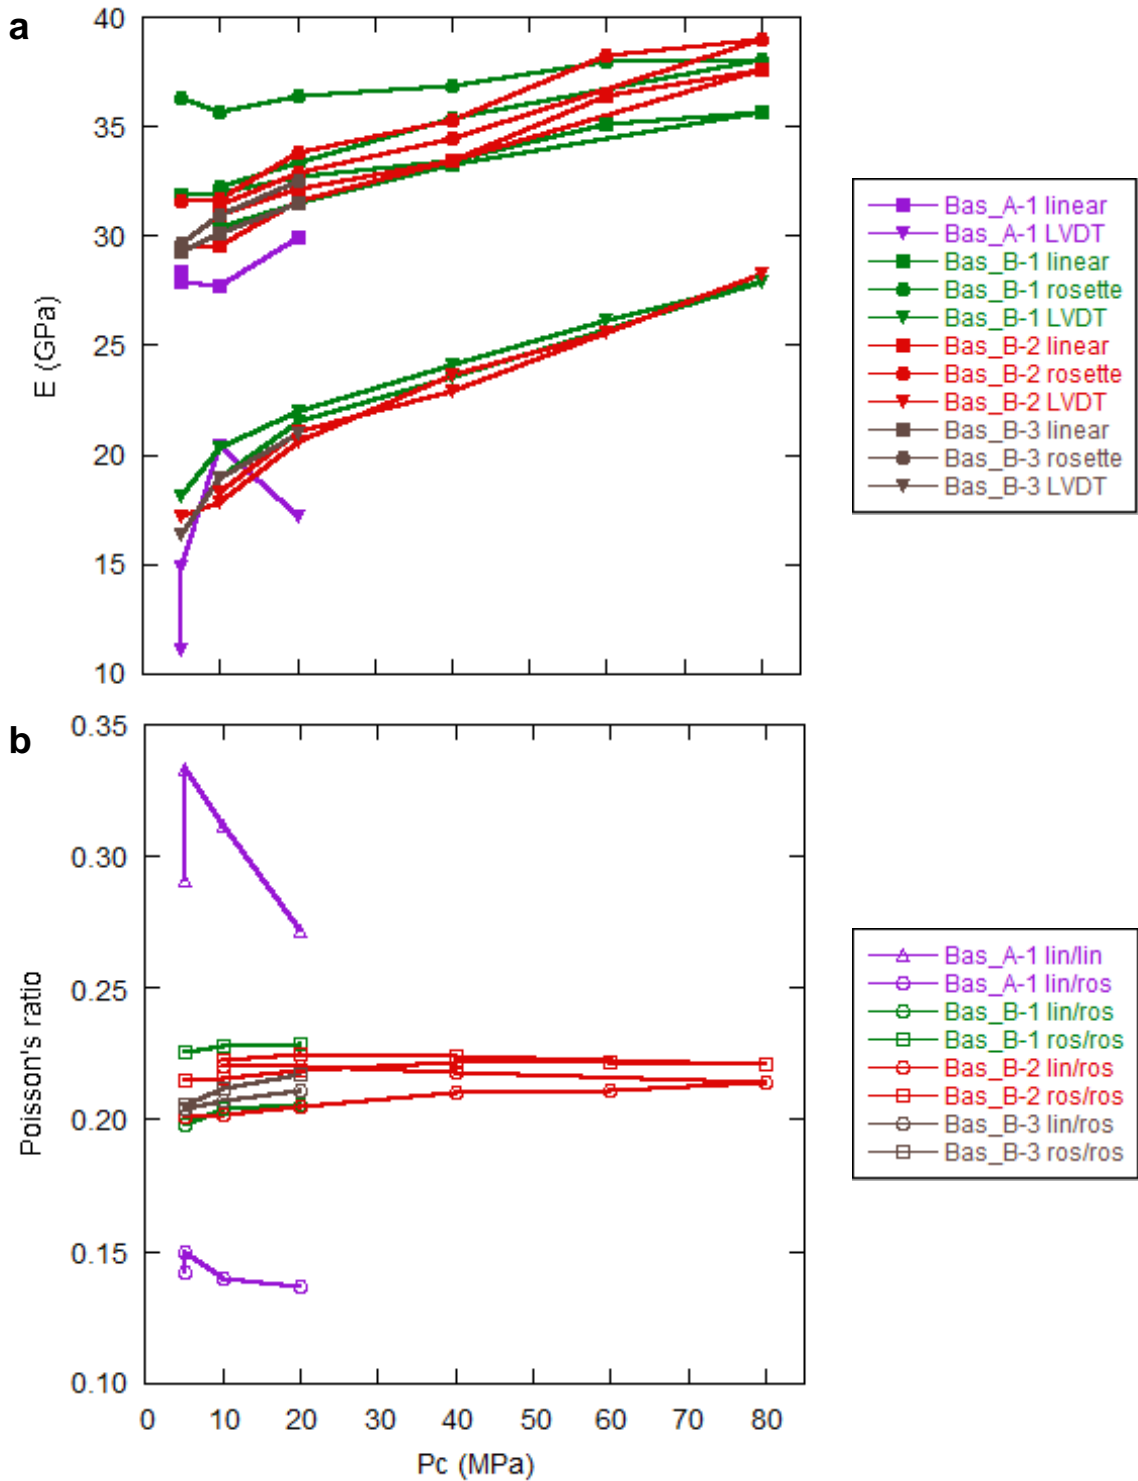 a
40
35
30
25
20
15
10
E (GPa)
Bas_A-1 linear
Bas_A-1 LVDT
Bas_B-1 linear
Bas_B-1 rosette
Bas_B-1 LVDT
Bas_B-2 linear
Bas_B-2 rosette
Bas_B-2 LVDT
Bas_B-3 linear
Bas_B-3 rosette
Bas_B-3 LVDT
b
0.35
0.30
0.25
0.20
0.15
0.10
Poisson's ratio
0 10 20 30 40 50 60 70 80
Pc (MPa)
Bas_A-1 lin/lin
Bas_A-1 lin/ros
Bas_B-1 lin/ros
Bas_B-1 ros/ros
Bas_B-2 lin/ros
Bas_B-2 ros/ros
Bas_B-3 lin/ros
Bas_B-3 ros/ros